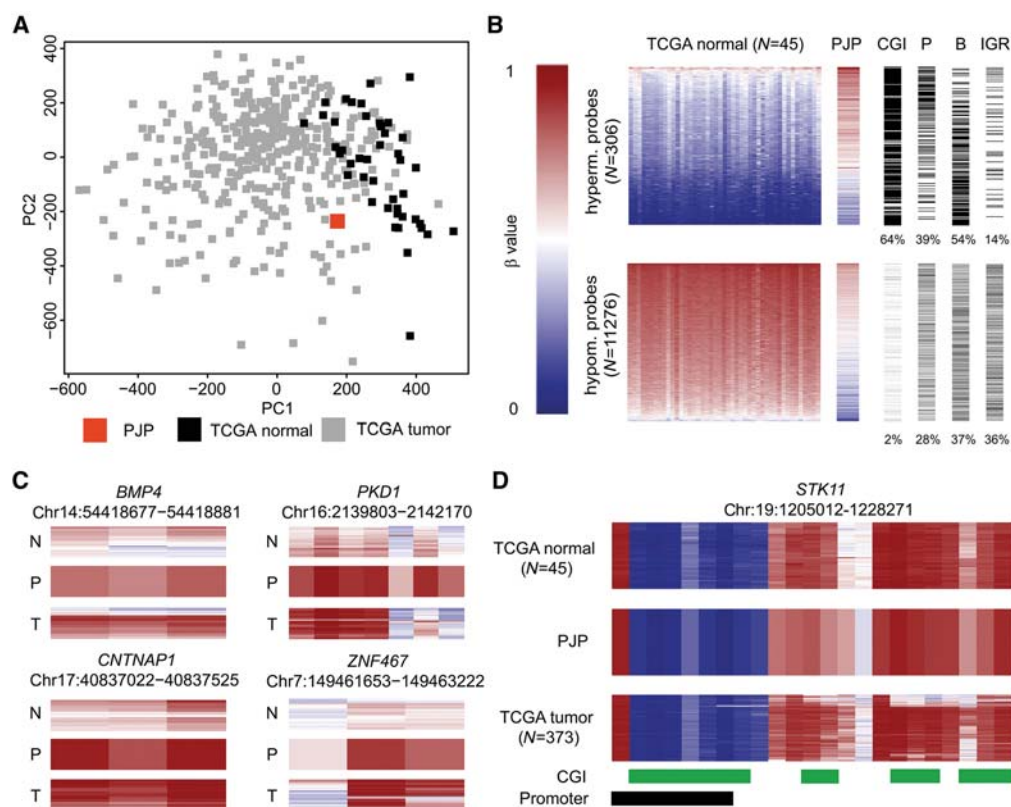 A
400
200
0
−200
−400
−600
PC2
−600
−400
−200
0
200
400
PC1
PJP
TCGA normal
TCGA tumor
B
TCGA normal (N=45)
PJP
CGI
P
B
IGR
1
β value
0
hyperm. probes
(N=306)
64%
39%
54%
14%
hypom. probes
(N=11276)
2%
28%
37%
36%
C
BMP4
Chr14:54418677−54418881
N
P
T
PKD1
Chr16:2139803−2142170
CNTNAP1
Chr17:40837022−40837525
N
P
T
ZNF467
Chr7:149461653−149463222
D
STK11
Chr:19:1205012-1228271
TCGA normal
(N=45)
PJP
TCGA tumor
(N=373)
CGI
Promoter